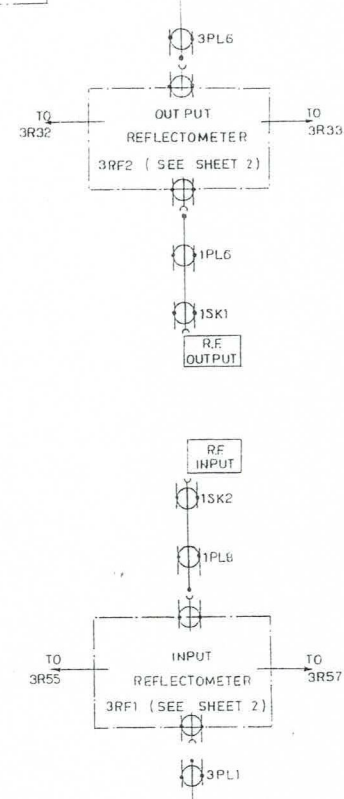 3PL6
TO
3R32
OUTPUT
REFLECTOMETER
3RF2 (SEE SHEET 2)
TO
3R33
1PL6
1SK1
R.F.
OUTPUT
R.F.
INPUT
1SK2
1PL8
TO
3R55
INPUT
REFLECTOMETER
3RF1 (SEE SHEET 2)
TO
3R57
3PL1